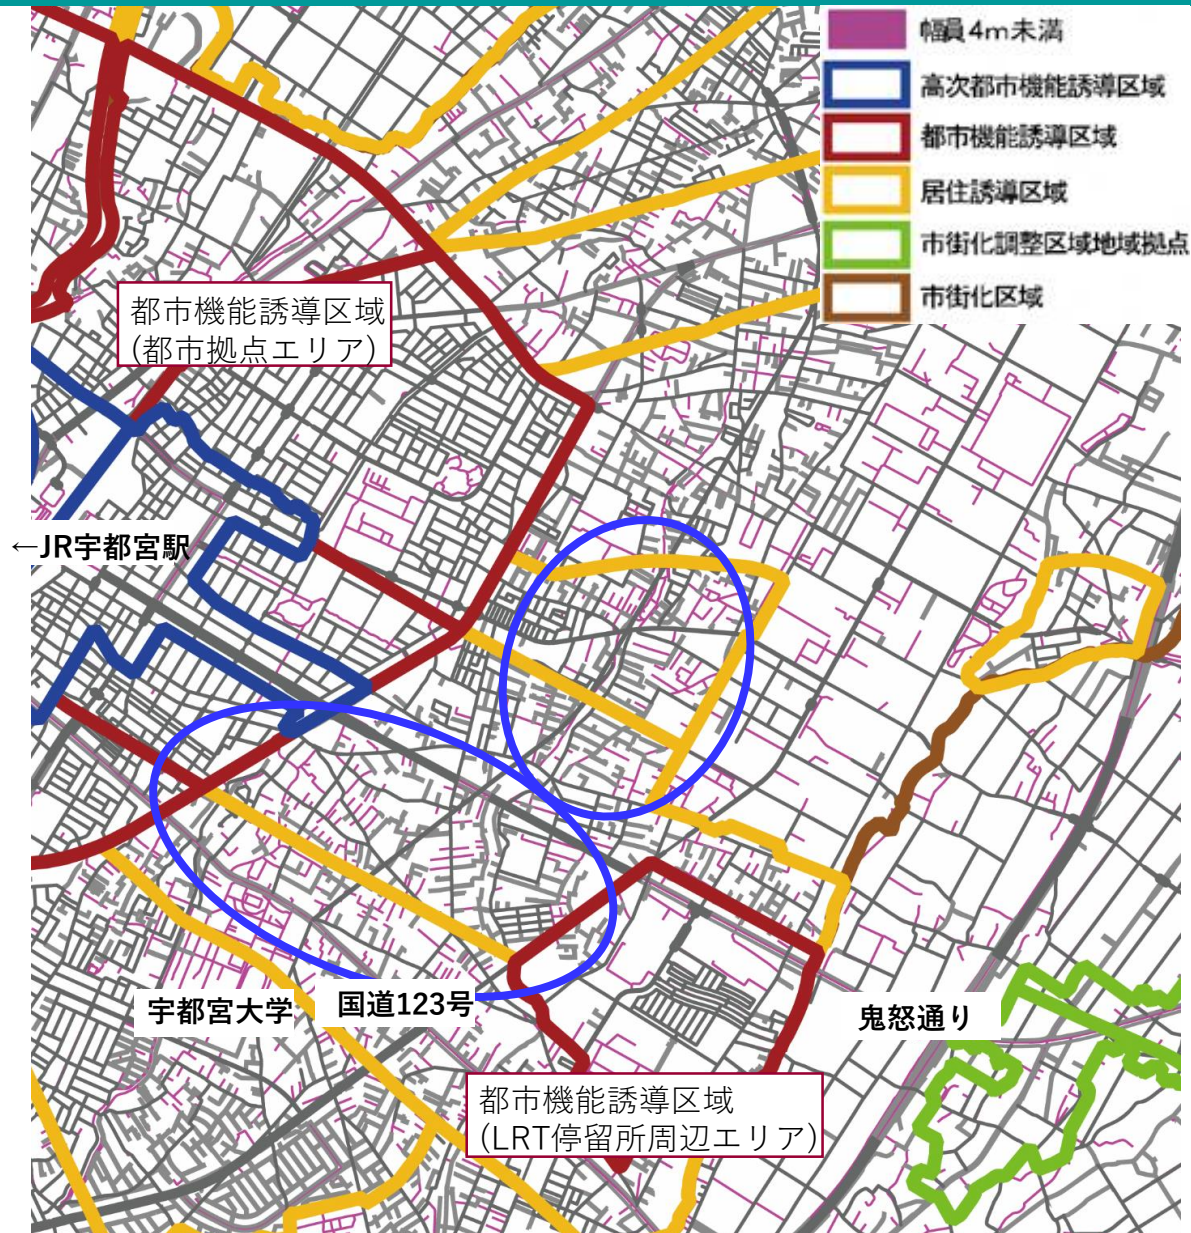 幅員4m未満
高次都市機能誘導区域
都市機能誘導区域
居住誘導区域
市街化調整区域地域拠点
市街化区域
都市機能誘導区域
(都市拠点エリア)
←JR宇都宮駅
宇都宮大学
国道123号
鬼怒通り
都市機能誘導区域
(LRT停留所周辺エリア)